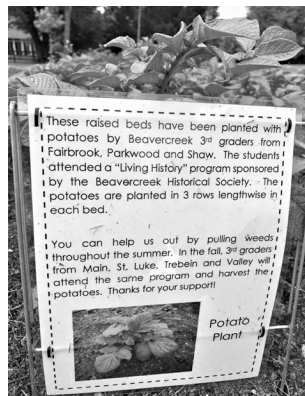 These raised beds have been planted with
potatoes by Beavercreek 3rd graders from
Fairbrook, Parkwood and Shaw. The students
attended a "Living History" program sponsored
by the Beavercreek Historical Society. The
potatoes are planted in 3 rows lengthwise in
each bed.
You can help us out by pulling weeds
throughout the summer. In the fall, 3rd graders
from Main, St. Luke, Trebein and Valley will
attend the same program and harvest the
potatoes. Thanks for your support!
Potato
Plant